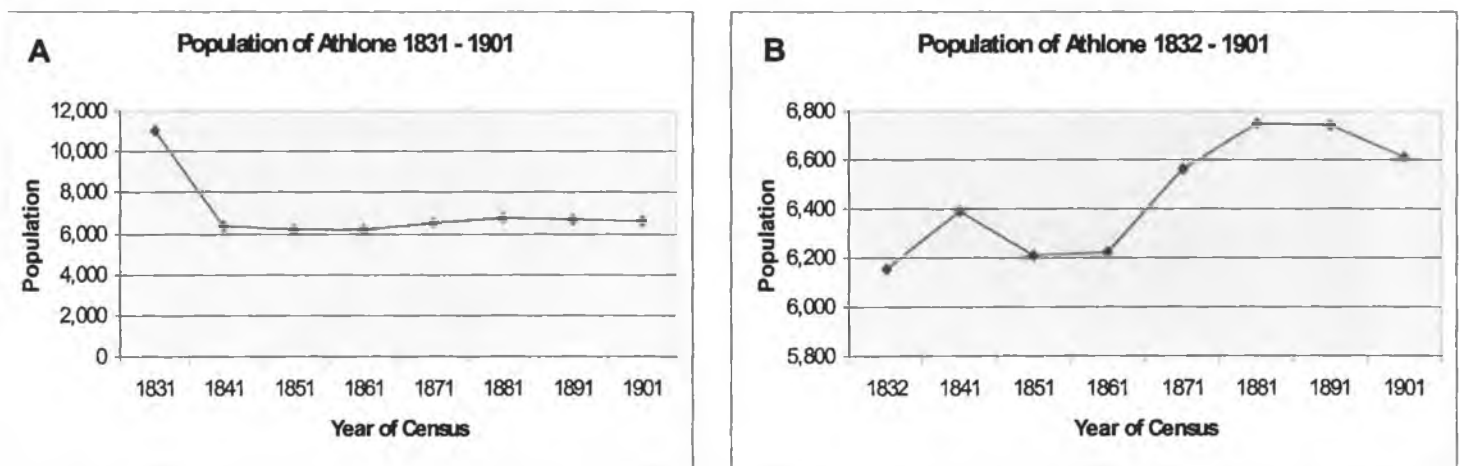 A
Population of Athlone 1831 - 1901
12,000
10,000
8,000
6,000
4,000
2,000
0
Population
1831 1841 1851 1861 1871 1881 1891 1901
Year of Census
B
Population of Athlone 1832 - 1901
6,800
6,600
6,400
6,200
6,000
5,800
Population
1832 1841 1851 1861 1871 1881 1891 1901
Year of Census